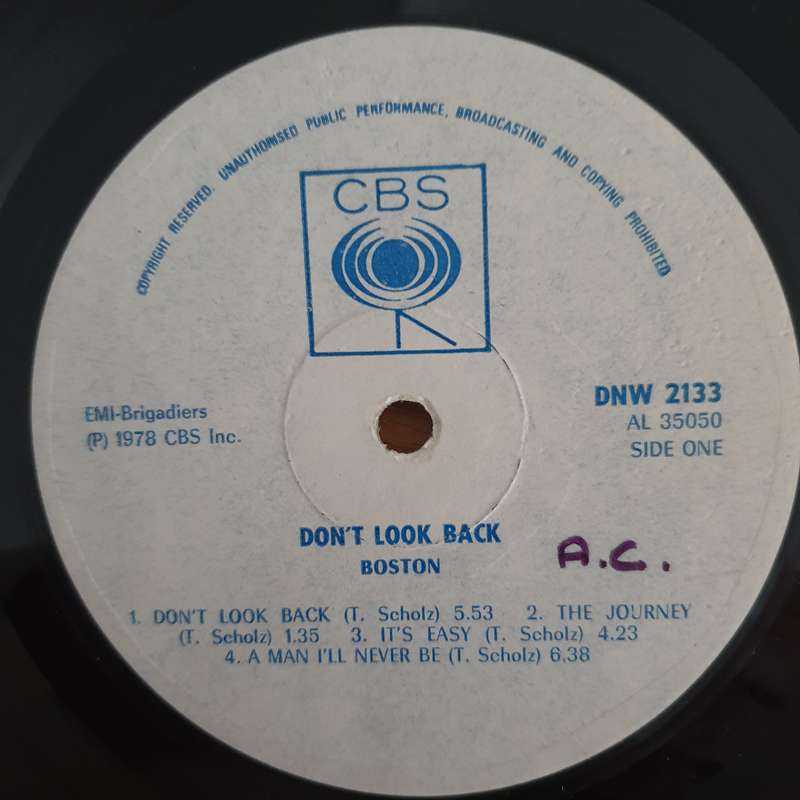 COPYRIGHT RESERVED. UNAUTHORISED PUBLIC PERFORMANCE, BROADCASTING AND COPYING PROHIBITED
CBS
EMI-Brigadiers
(P) 1978 CBS Inc.
DNW 2133
AL 35050
SIDE ONE
DON'T LOOK BACK
BOSTON
A.C.
1. DON'T LOOK BACK (T. Scholz) 5.53 2. THE JOURNEY
(T. Scholz) 1.35 3. IT'S EASY (T. Scholz) 4.23
4. A MAN I'LL NEVER BE (T. Scholz) 6.38